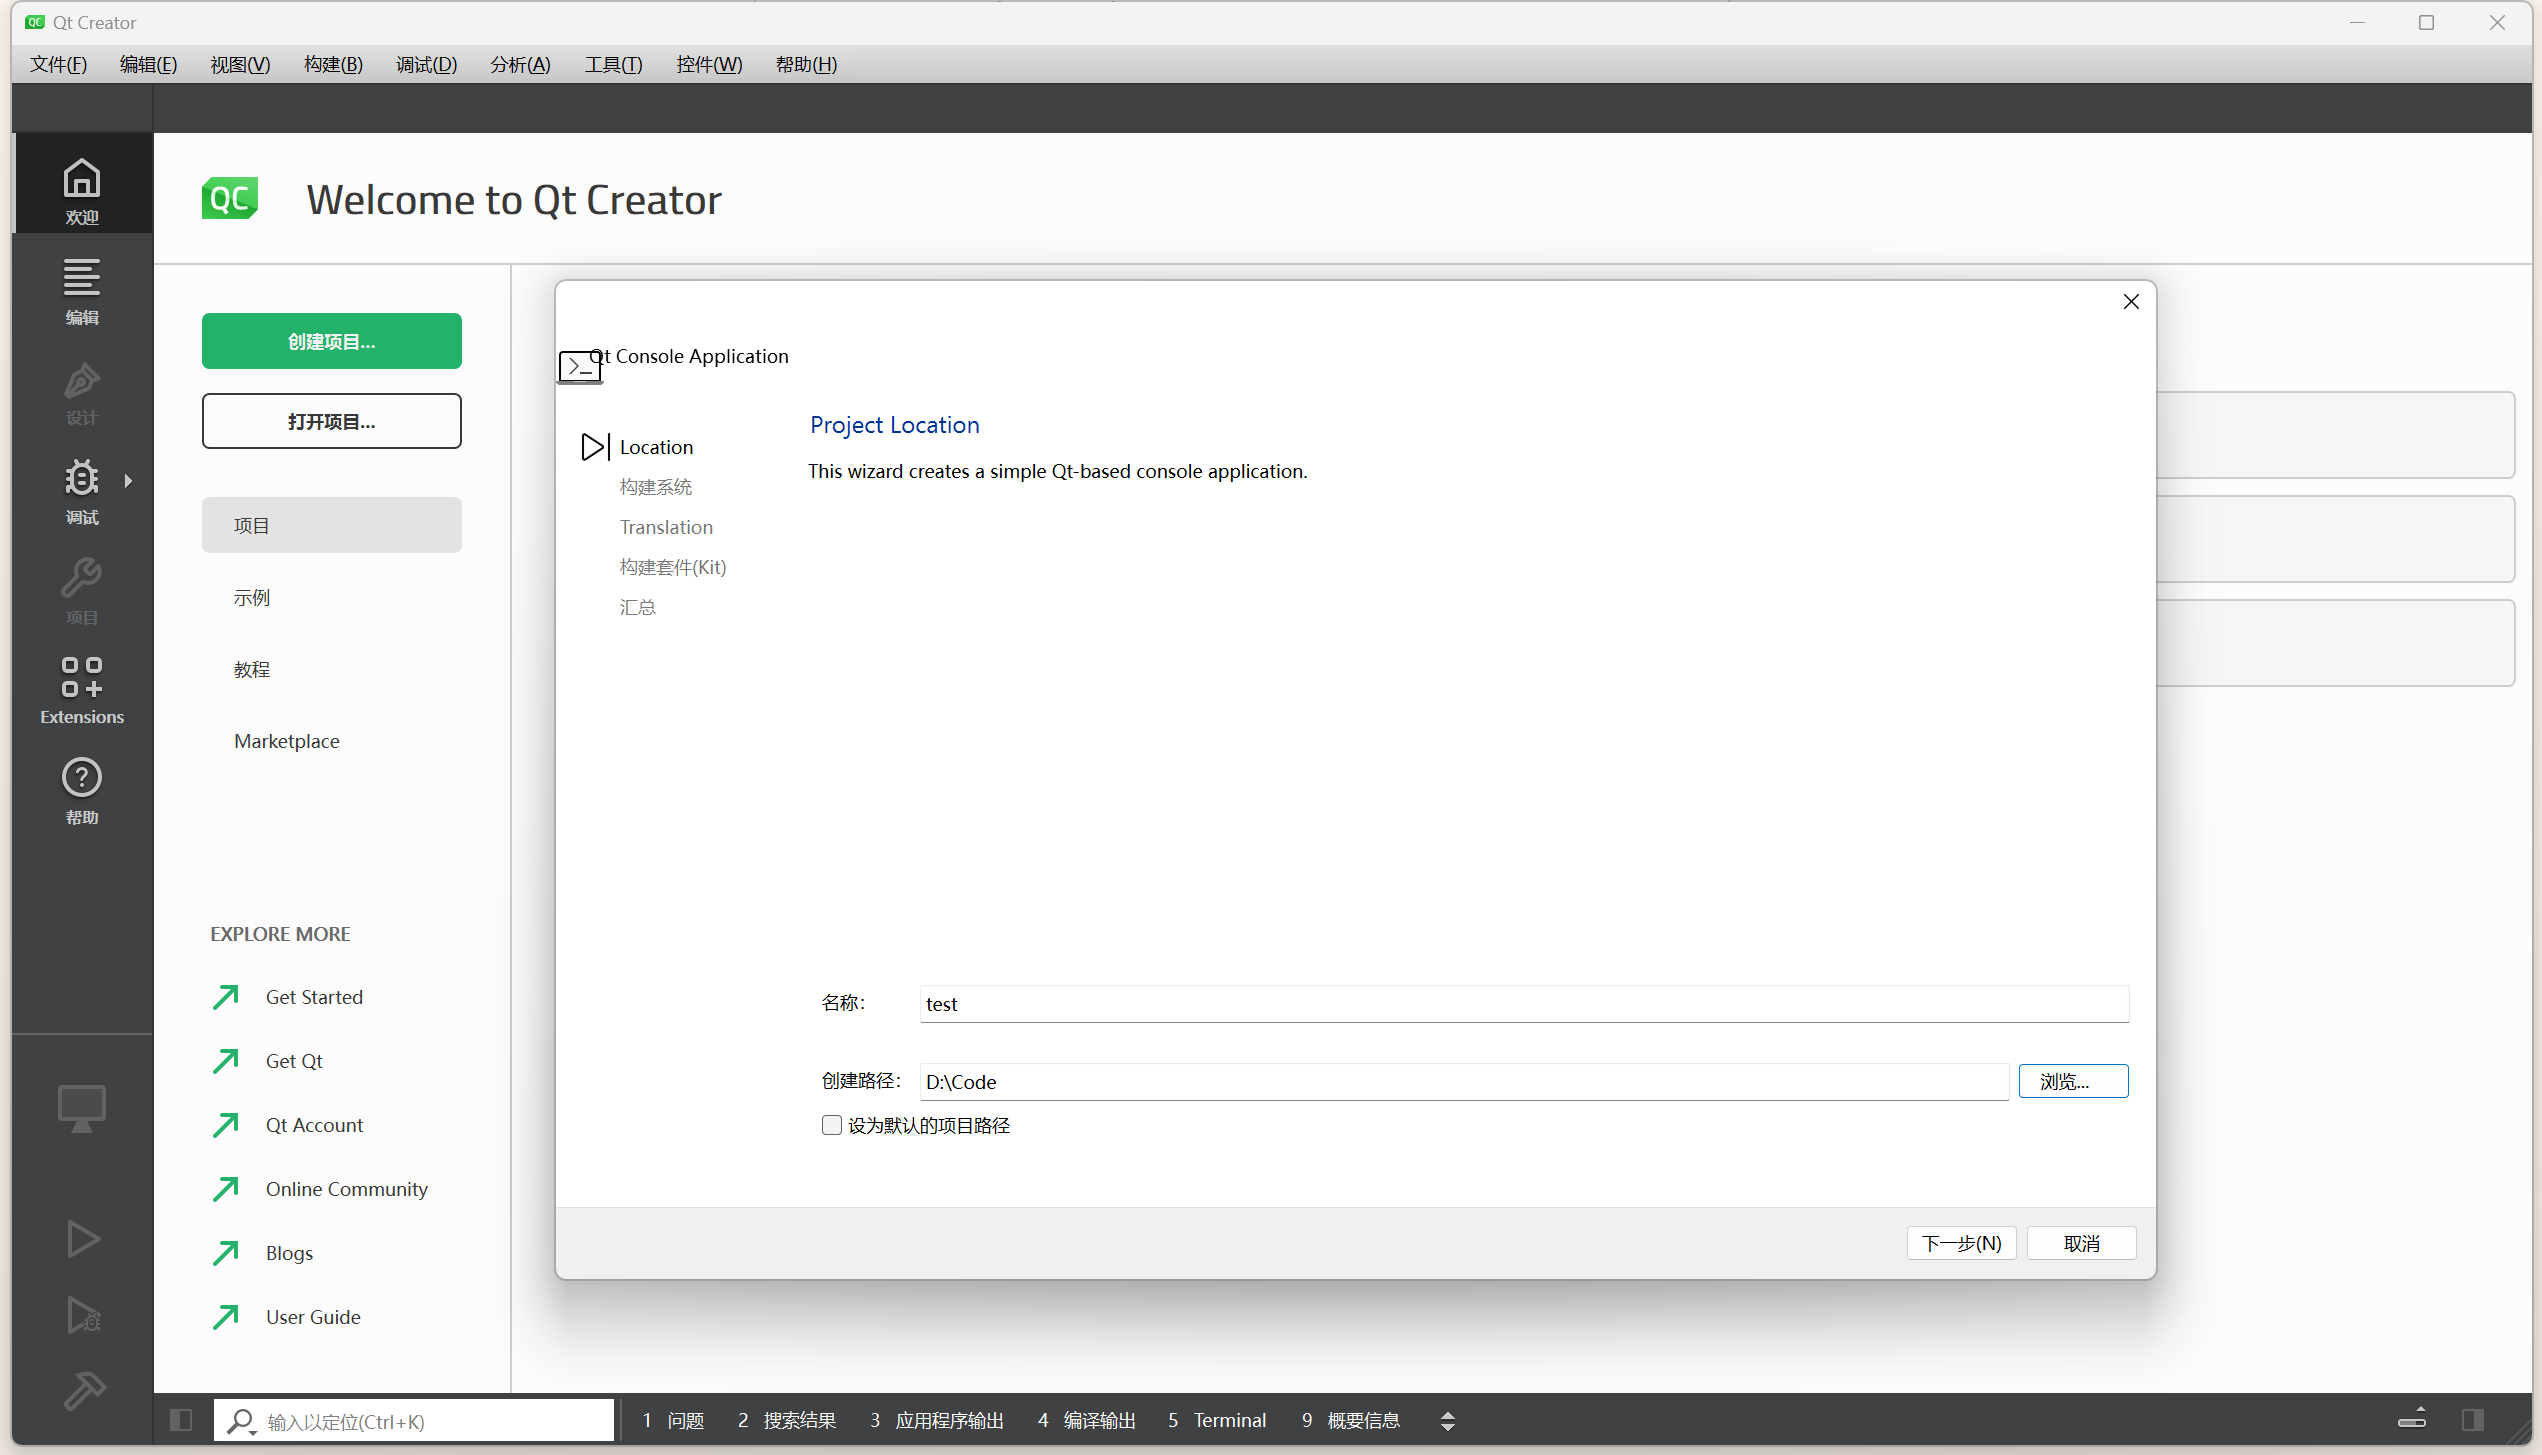 QC Qt Creator
文件(F) 编辑(E) 视图(V) 构建(B) 调试(D) 分析(A) 工具(T) 控件(W) 帮助(H)
欢迎
编辑
设计
调试
项目
Extensions
帮助
QC Welcome to Qt Creator
创建项目...
打开项目...
项目
示例
教程
Marketplace
EXPLORE MORE
Get Started
Get Qt
Qt Account
Online Community
Blogs
User Guide
Qt Console Application
Location
构建系统
Translation
构建套件(Kit)
汇总
Project Location
This wizard creates a simple Qt-based console application.
名称： test
创建路径： D:\Code 浏览...
设为默认的项目路径
下一步(N) 取消
输入以定位(Ctrl+K) 1 问题 2 搜索结果 3 应用程序输出 4 编译输出 5 Terminal 9 概要信息